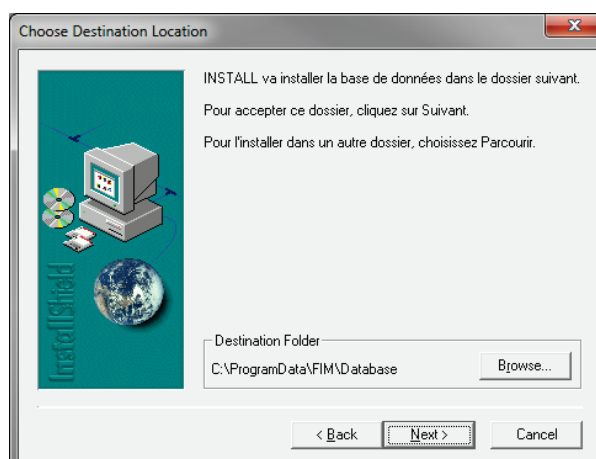 Choose Destination Location
INSTALL va installer la base de données dans le dossier suivant.
Pour accepter ce dossier, cliquez sur Suivant.
Pour l'installer dans un autre dossier, choisissez Parcourir.
InstallShield
Destination Folder
C:\ProgramData\FIM\Database
Browse...
< Back
Next >
Cancel